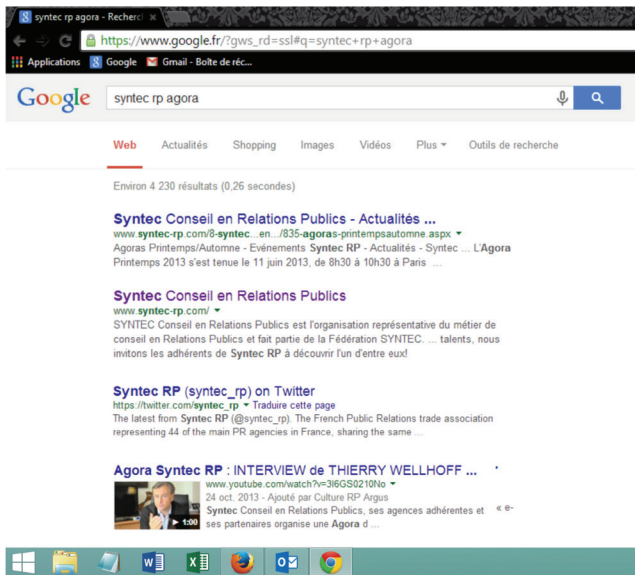 syntec rp agora - Recherc
https://www.google.fr/?gws_rd=ssl#q=syntec+rp+agora
Applications Google Gmail - Boîte de réc...
Google syntec rp agora
Web Actualités Shopping Images Vidéos Plus Outils de recherche
Environ 4 230 résultats (0,26 secondes)
Syntec Conseil en Relations Publics - Actualités ...
www.syntec-rp.com/8-syntec...en.../835-agoras-printempsautomne.aspx
Agoras Printemps/Automne - Evénements Syntec RP - Actualités - Syntec ... L'Agora
Printemps 2013 s'est tenue le 11 juin 2013, de 8h30 à 10h30 à Paris ...
Syntec Conseil en Relations Publics
www.syntec-rp.com/
SYNTEC Conseil en Relations Publics est l'organisation représentative du métier de
conseil en Relations Publics et fait partie de la Fédération SYNTEC. ... talents, nous
invitons les adhérents de Syntec RP à découvrir l'un d'entre eux!
Syntec RP (syntec_rp) on Twitter
https://twitter.com/syntec_rp Traduire cette page
The latest from Syntec RP (@syntec_rp). The French Public Relations trade association
representing 44 of the main PR agencies in France, sharing the same ...
Agora Syntec RP : INTERVIEW de THIERRY WELLHOFF ...
www.youtube.com/watch?v=3I6GS0210No
24 oct. 2013 - Ajouté par Culture RP Argus
Syntec Conseil en Relations Publics, ses agences adhérentes et « e-
1:00 ses partenaires organise une Agora d ...